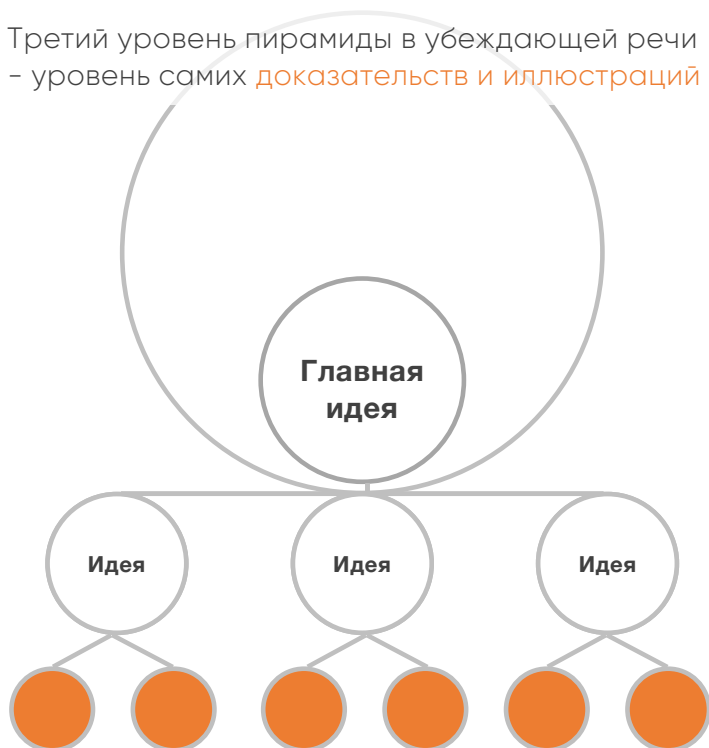 Третий уровень пирамиды в убеждающей речи
- уровень самих доказательств и иллюстраций
Главная
идея
Идея
Идея
Идея